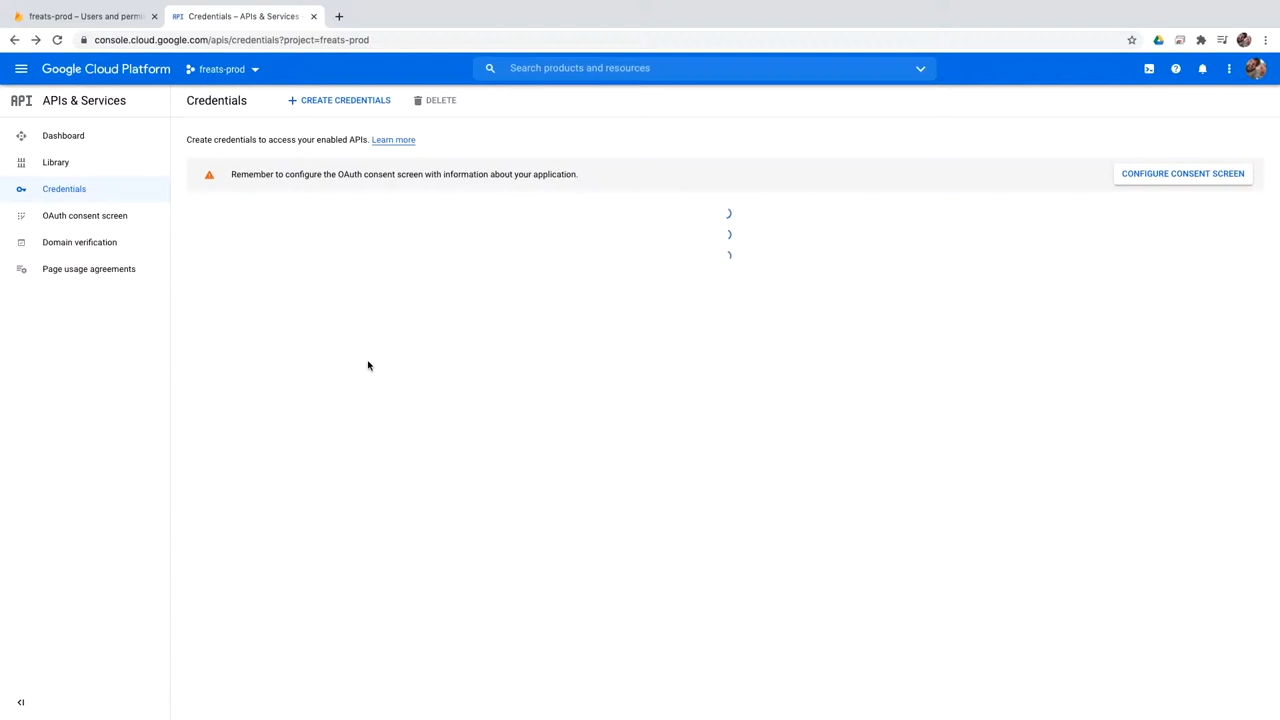 freats-prod – Users and permi
API Credentials – APIs & Services
console.cloud.google.com/apis/credentials?project=freats-prod
Google Cloud Platform
freats-prod
Search products and resources
API APIs & Services
Credentials
CREATE CREDENTIALS
DELETE
Dashboard
Library
Credentials
OAuth consent screen
Domain verification
Page usage agreements
Create credentials to access your enabled APIs. Learn more
Remember to configure the OAuth consent screen with information about your application.
CONFIGURE CONSENT SCREEN